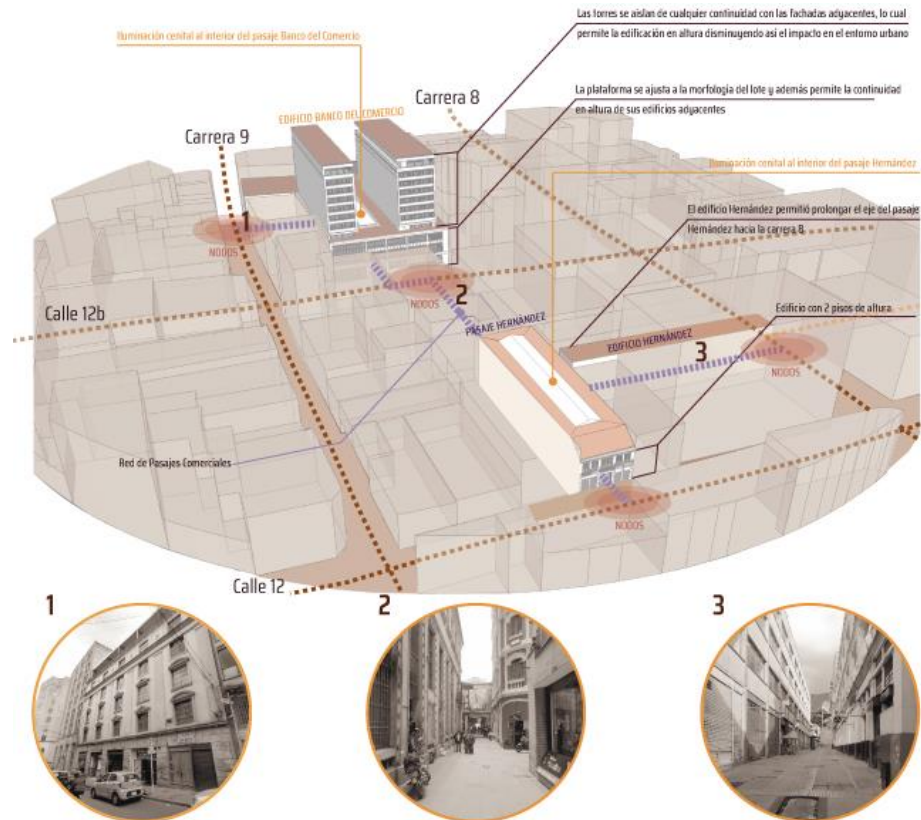 Las torres se aislan de cualquier continuidad con las fachadas adyacentes, lo cual
permite la edificación en altura disminuyendo así el impacto en el entorno urbano
Iluminación cenital al interior del pasaje Banco del Comercio
La plataforma se ajusta a la morfología del lote y además permite la continuidad
en altura de sus edificios adyacentes
Carrera 8
EDIFICIO BANCO DEL COMERCIO
Carrera 9
Iluminación cenital al interior del pasaje Hernández
El edificio Hernández permitió prolongar el eje del pasaje
Hernández hacia la carrera 8
1
NODOS
NODOS
2
Calle 12b
PASAJE HERNÁNDEZ
Edificio con 2 pisos de altura
EDIFICIO HERNÁNDEZ
3
NODOS
Red de Pasajes Comerciales
NODOS
Calle 12
1
2
3